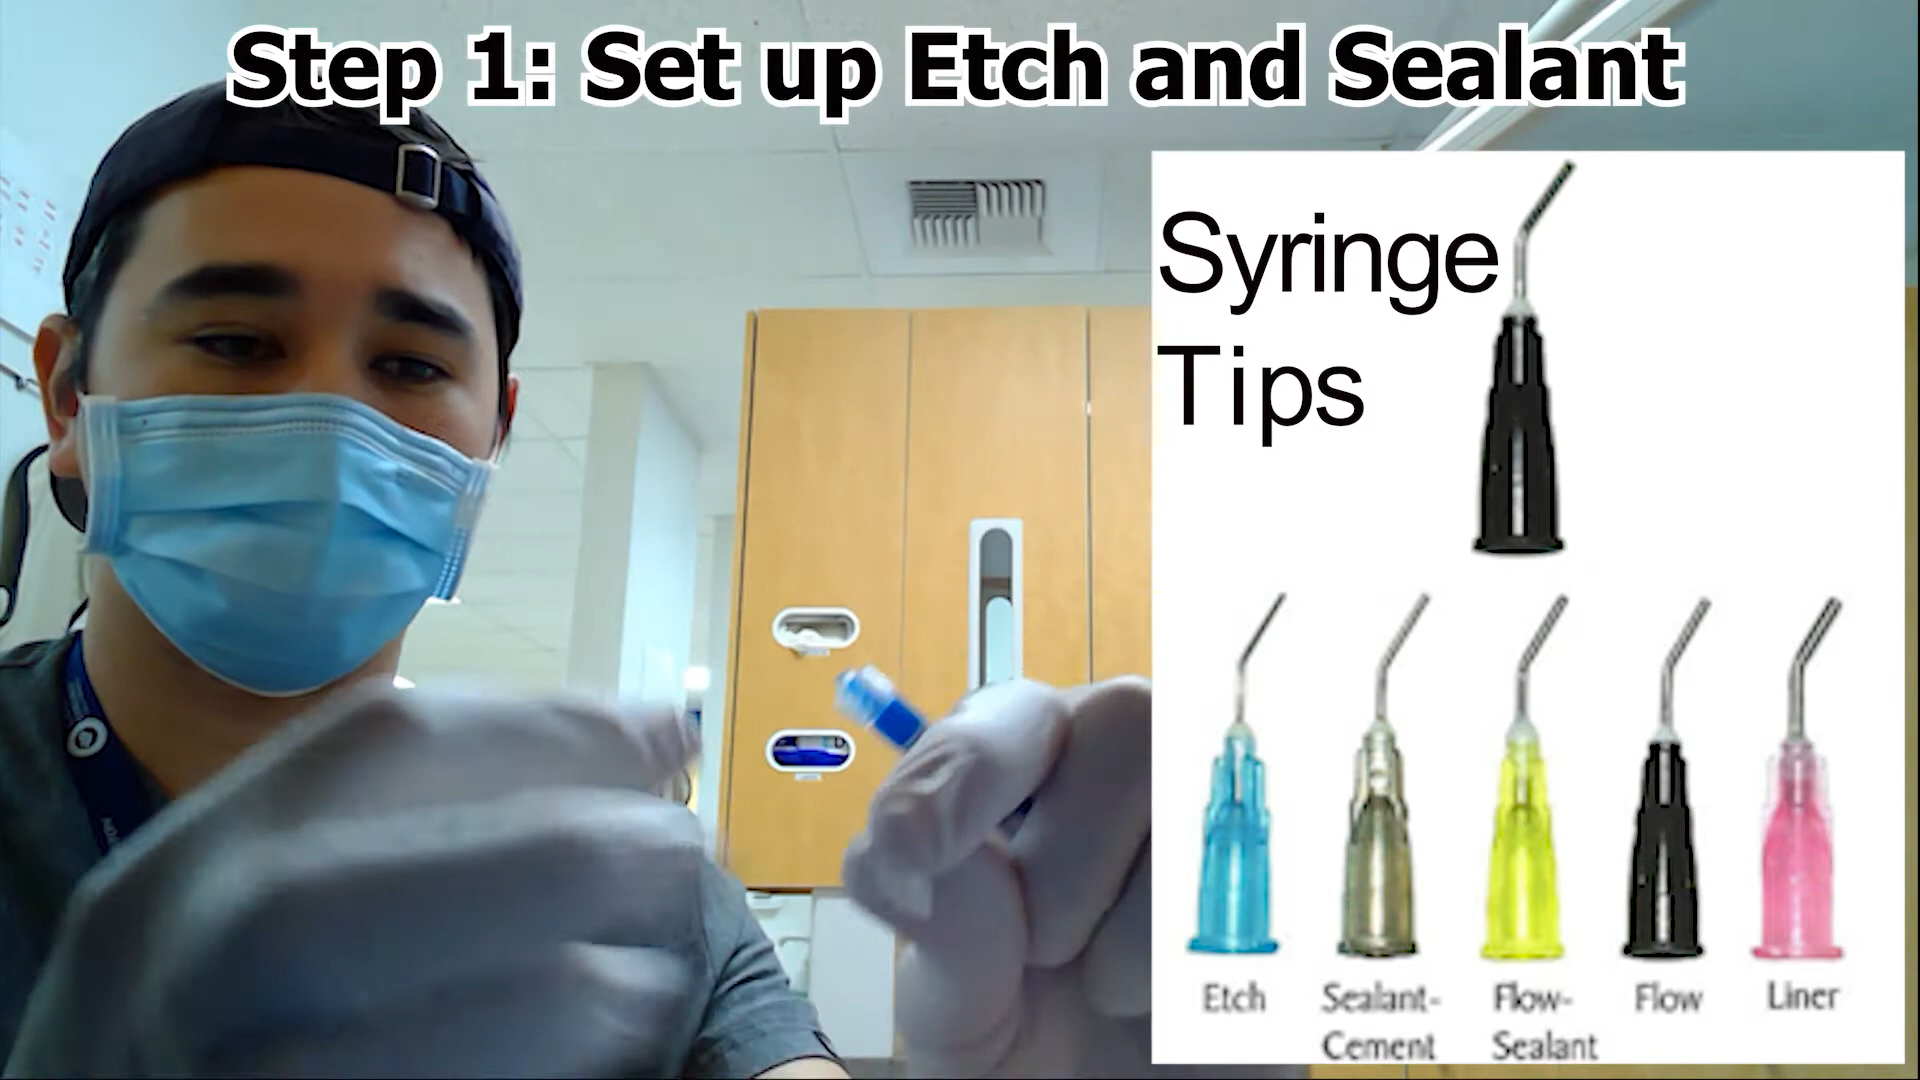 Step 1: Set up Etch and Sealant
Syringe
Tips
Etch
Sealant-
Cement
Flow-
Sealant
Flow
Liner